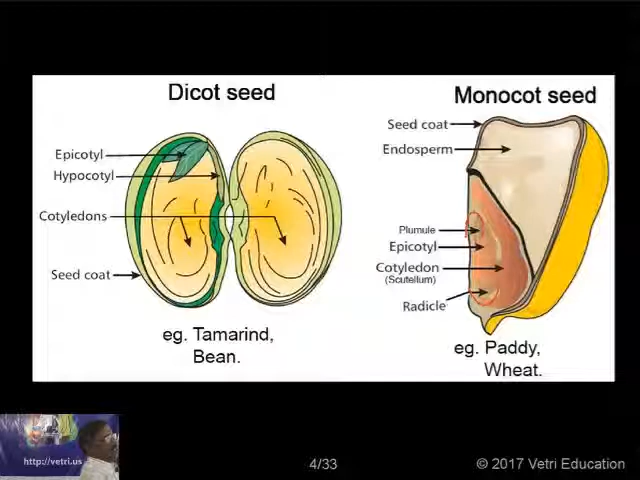 Dicot seed
Epicotyl
Hypocotyl
Cotyledons
Seed coat
eg. Tamarind,
Bean.
Monocot seed
Seed coat
Endosperm
Plumule
Epicotyl
Cotyledon
(Scutellum)
Radicle
eg. Paddy,
Wheat.
http://vetri.us
4/33
© 2017 Vetri Education